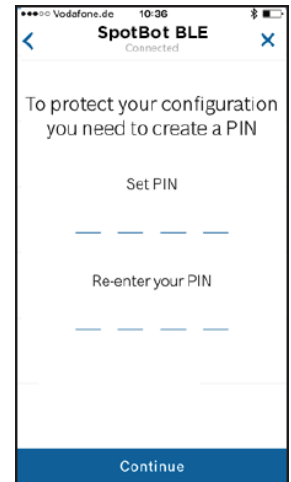 Vodafone.de 10:36
SpotBot BLE
Connected
To protect your configuration
you need to create a PIN
Set PIN
Re-enter your PIN
Continue